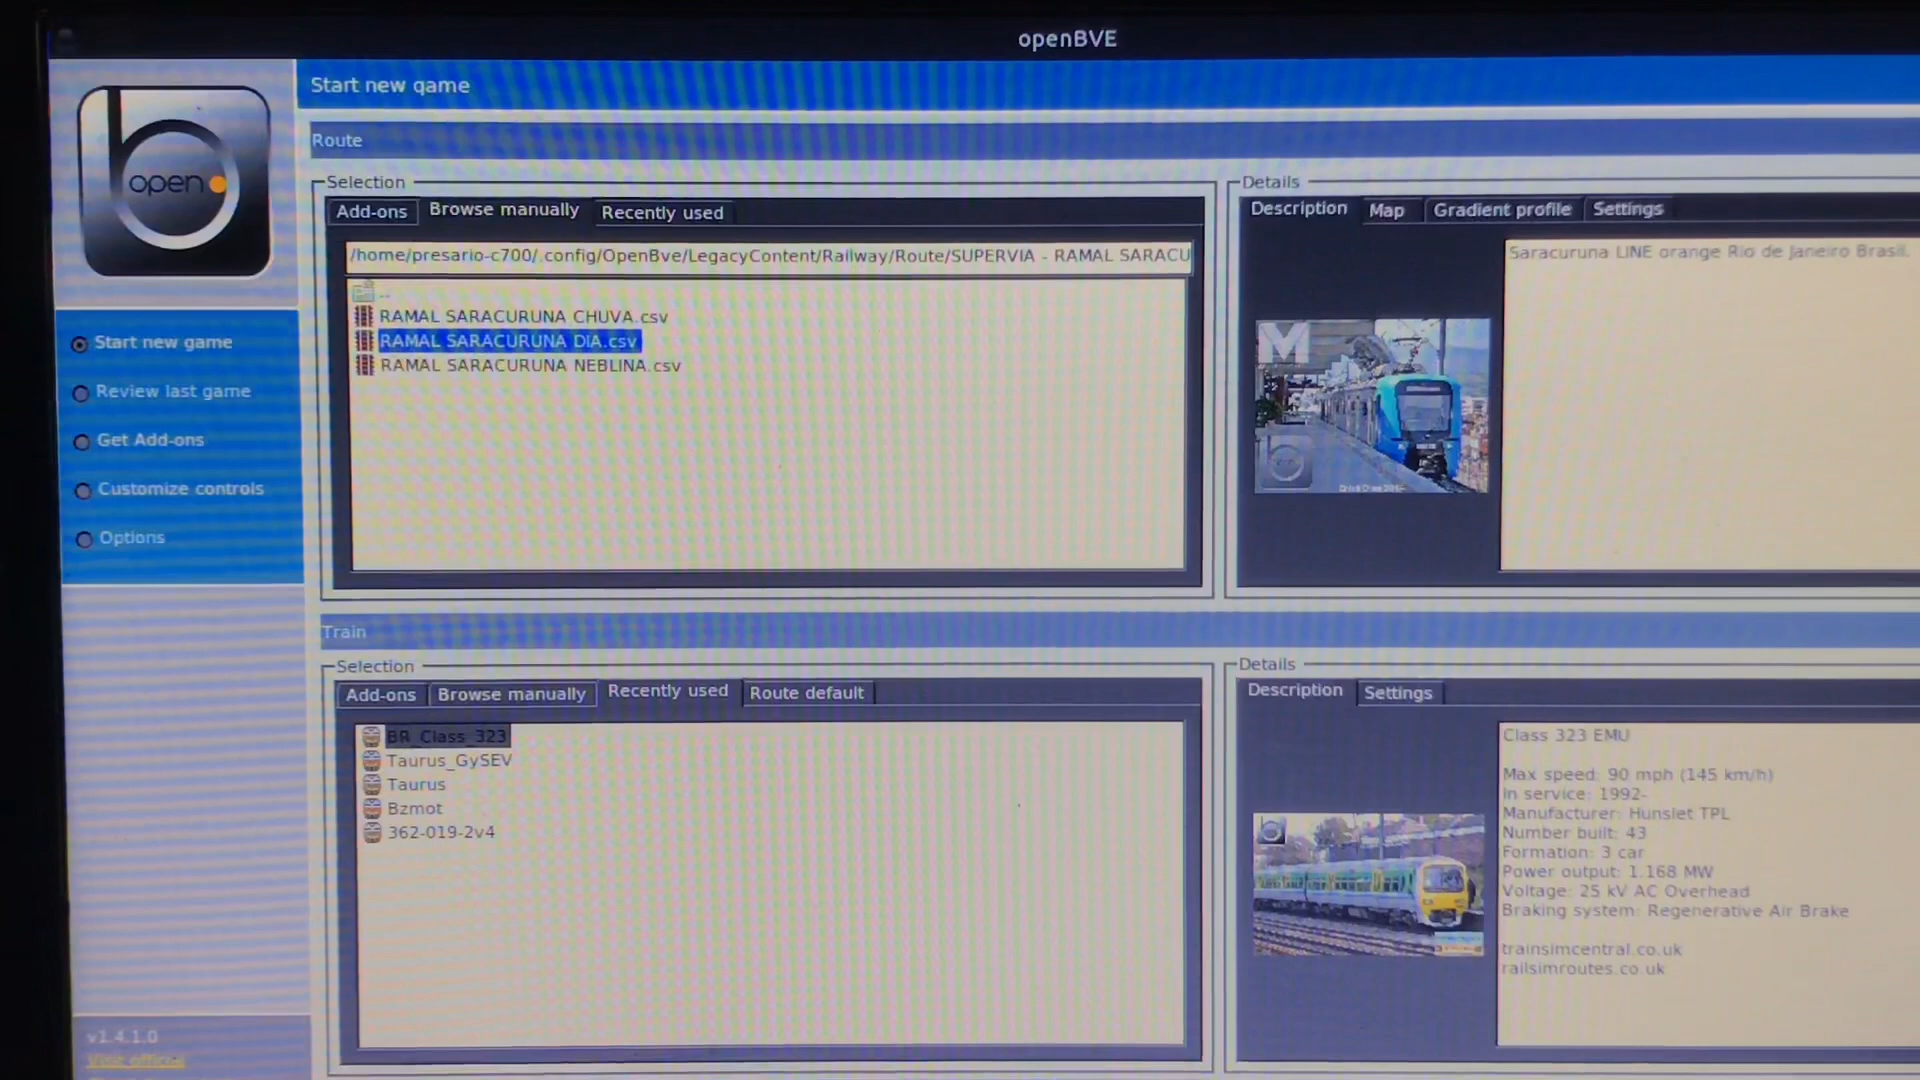 openBVE
open
Start new game
Route
Selection
Add-ons
Browse manually
Recently used
/home/presario-c700/.config/OpenBve/LegacyContent/Railway/Route/SUPERVIA - RAMAL SARACU
..
RAMAL SARACURUNA CHUVA.csv
RAMAL SARACURUNA DIA.csv
RAMAL SARACURUNA NEBLINA.csv
Details
Description
Map
Gradient profile
Settings
M
Saracuruna LINE orange Rio de Janeiro Brasil.
Start new game
Review last game
Get Add-ons
Customize controls
Options
Train
Selection
Add-ons
Browse manually
Recently used
Route default
BR_Class_323
Taurus_GySEV
Taurus
Bzmot
362-019-2v4
Details
Description
Settings
Class 323 EMU
Max speed: 90 mph (145 km/h)
In service: 1992-
Manufacturer: Hunslet TPL
Number built: 43
Formation: 3 car
Power output: 1.168 MW
Voltage: 25 kV AC Overhead
Braking system: Regenerative Air Brake
trainsimcentral.co.uk
railsimroutes.co.uk
v1.4.1.0
Visit official